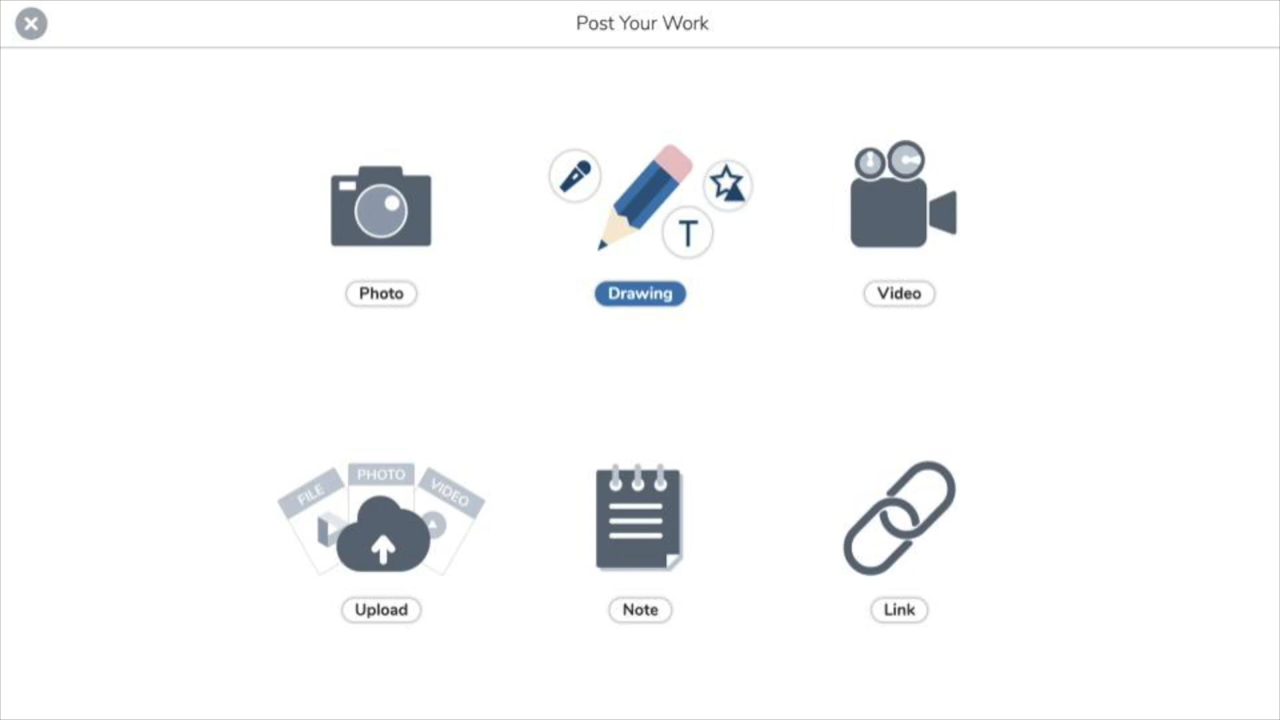 Post Your Work
Photo
Drawing
Video
T
FILE
PHOTO
VIDEO
Upload
Note
Link